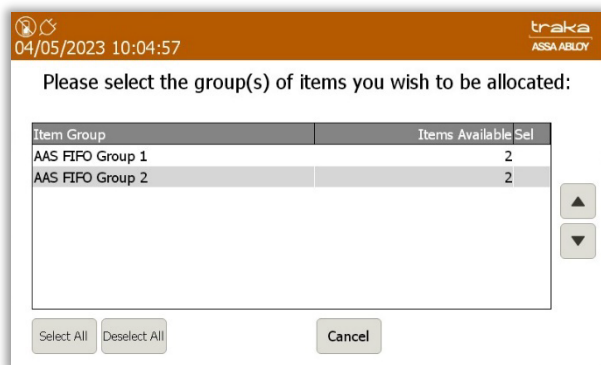 traka
04/05/2023 10:04:57 ASSA ABLOY
Please select the group(s) of items you wish to be allocated:
Item Group Items Available Sel
AAS FIFO Group 1 2
AAS FIFO Group 2 2
Select All Deselect All Cancel